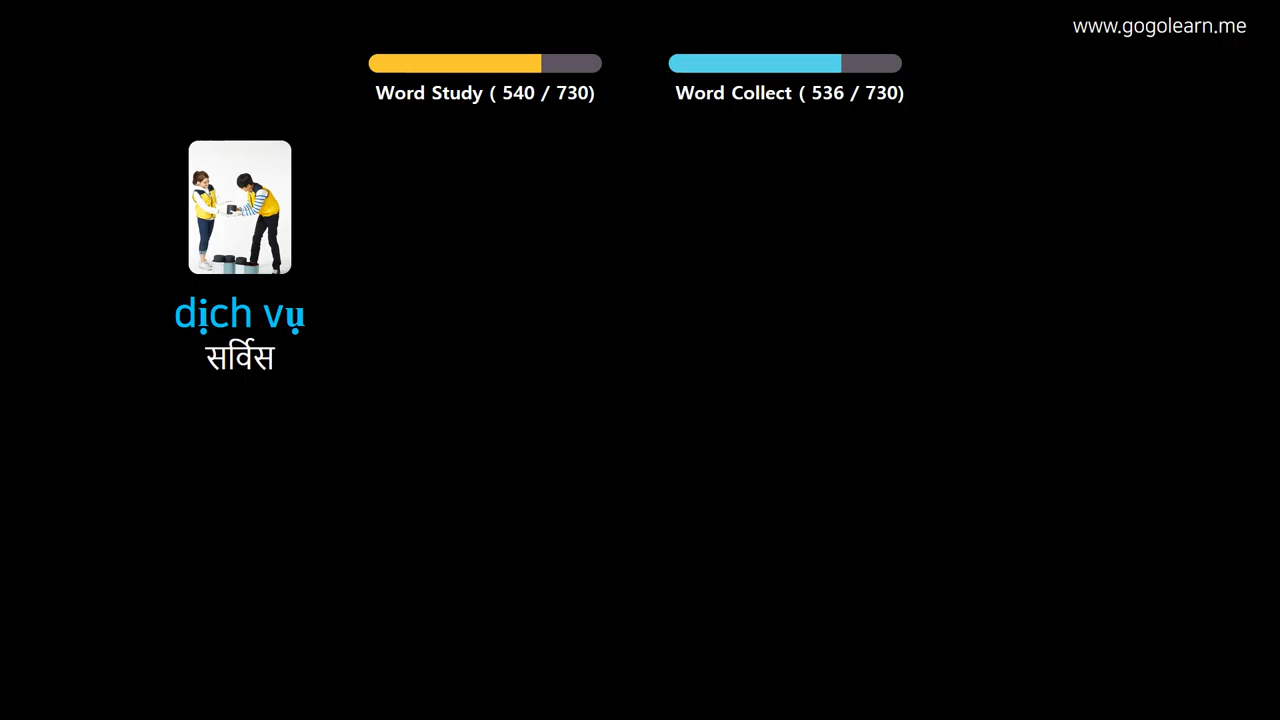 www.gogolearn.me
Word Study ( 540 / 730)
Word Collect ( 536 / 730)
dịch vụ
सर्विस